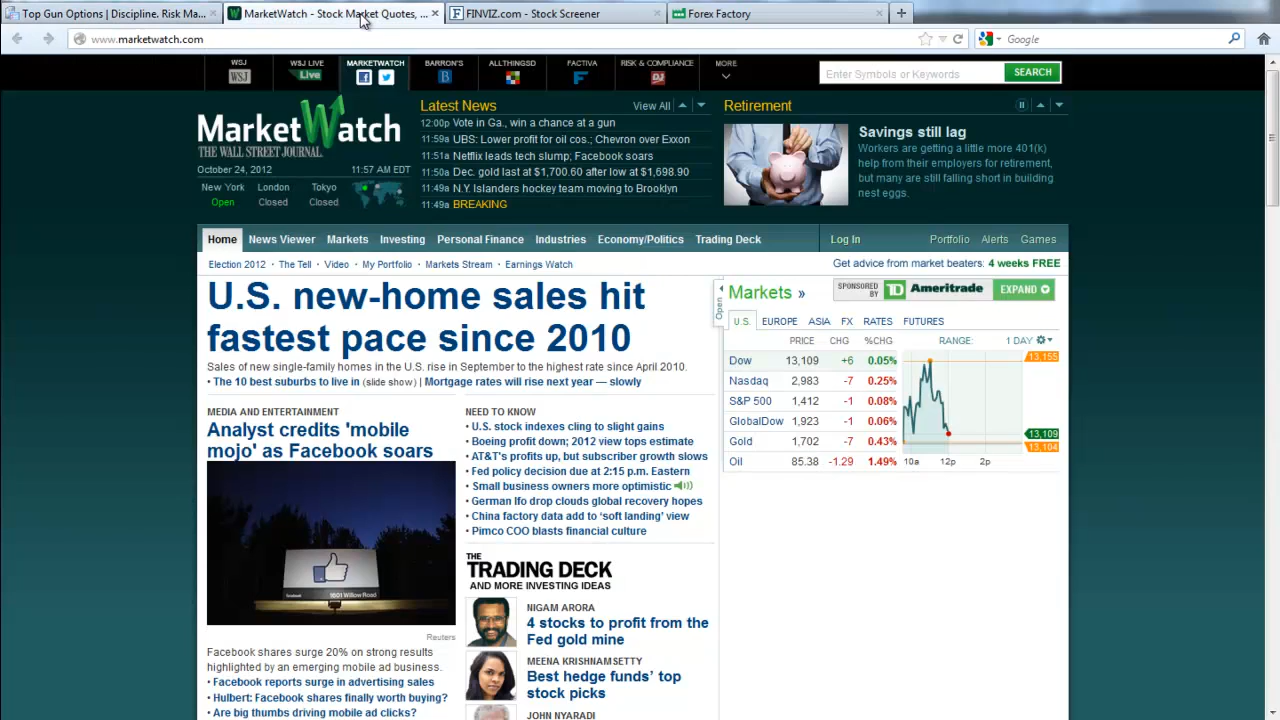 Top Gun Options | Discipline. Risk Ma...
MarketWatch - Stock Market Quotes, ...
FINVIZ.com - Stock Screener
Forex Factory
www.marketwatch.com
Google
WSJ
WSJ LIVE
MARKETWATCH
BARRON'S
ALLTHINGSD
FACTIVA
RISK & COMPLIANCE
MORE
WSJ
Live
B
DJ
Enter Symbols or Keywords
SEARCH
MarketWatch
THE WALL STREET JOURNAL
October 24, 2012
11:57 AM EDT
New York
London
Tokyo
Open
Closed
Closed
Latest News
View All
12:00p Vote in Ga., win a chance at a gun
11:59a UBS: Lower profit for oil cos.; Chevron over Exxon
11:51a Netflix leads tech slump; Facebook soars
11:50a Dec. gold last at $1,700.60 after low at $1,698.90
11:49a N.Y. Islanders hockey team moving to Brooklyn
11:49a BREAKING
Retirement
Savings still lag
Workers are getting a little more 401(k)
help from their employers for retirement,
but many are still falling short in building
nest eggs.
Home
News Viewer
Markets
Investing
Personal Finance
Industries
Economy/Politics
Trading Deck
Log In
Portfolio
Alerts
Games
Election 2012 · The Tell · Video · My Portfolio · Markets Stream · Earnings Watch
Get advice from market beaters: 4 weeks FREE
U.S. new-home sales hit
fastest pace since 2010
Sales of new single-family homes in the U.S. rise in September to the highest rate since April 2010.
• The 10 best suburbs to live in (slide show) | Mortgage rates will rise next year — slowly
MEDIA AND ENTERTAINMENT
Analyst credits 'mobile
mojo' as Facebook soars
facebook
1601 Willow Road
Reuters
Facebook shares surge 20% on strong results
highlighted by an emerging mobile ad business.
• Facebook reports surge in advertising sales
• Hulbert: Facebook shares finally worth buying?
• Are big thumbs driving mobile ad clicks?
NEED TO KNOW
• U.S. stock indexes cling to slight gains
• Boeing profit down; 2012 view tops estimate
• AT&T's profits up, but subscriber growth slows
• Fed policy decision due at 2:15 p.m. Eastern
• Small business owners more optimistic
• German Ifo drop clouds global recovery hopes
• China factory data add to ‘soft landing’ view
• Pimco COO blasts financial culture
THE
TRADING DECK
AND MORE INVESTING IDEAS
NIGAM ARORA
4 stocks to profit from the
Fed gold mine
MEENA KRISHNAMSETTY
Best hedge funds’ top
stock picks
JOHN NYARADI
Open
Markets »
SPONSORED
BY
TD Ameritrade
EXPAND
U.S.
EUROPE
ASIA
FX
RATES
FUTURES
PRICE
CHG
%CHG
RANGE:
1 DAY
Dow 13,109 +6 0.05%
Nasdaq 2,983 -7 0.25%
S&P 500 1,412 -1 0.08%
GlobalDow 1,923 -1 0.06%
Gold 1,702 -7 0.43%
Oil 85.38 -1.29 1.49%
13,155
13,109
13,104
10a
12p
2p